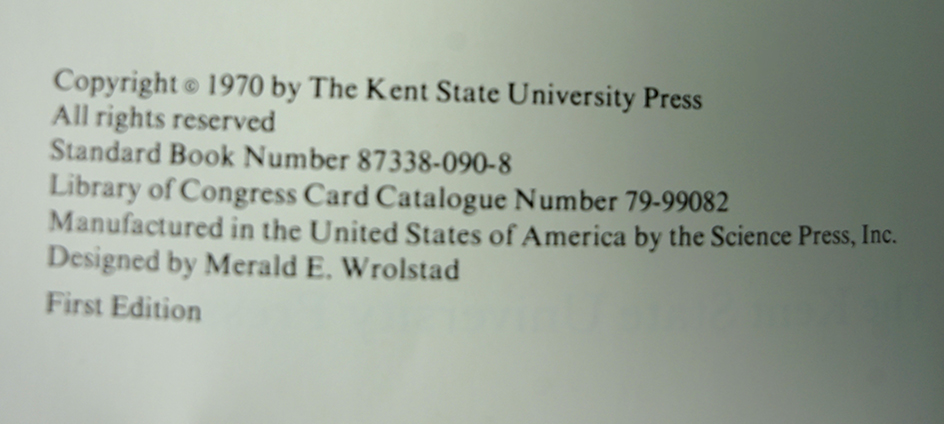 Copyright © 1970 by The Kent State University Press
All rights reserved
Standard Book Number 87338-090-8
Library of Congress Card Catalogue Number 79-99082
Manufactured in the United States of America by the Science Press, Inc.
Designed by Merald E. Wrolstad
First Edition